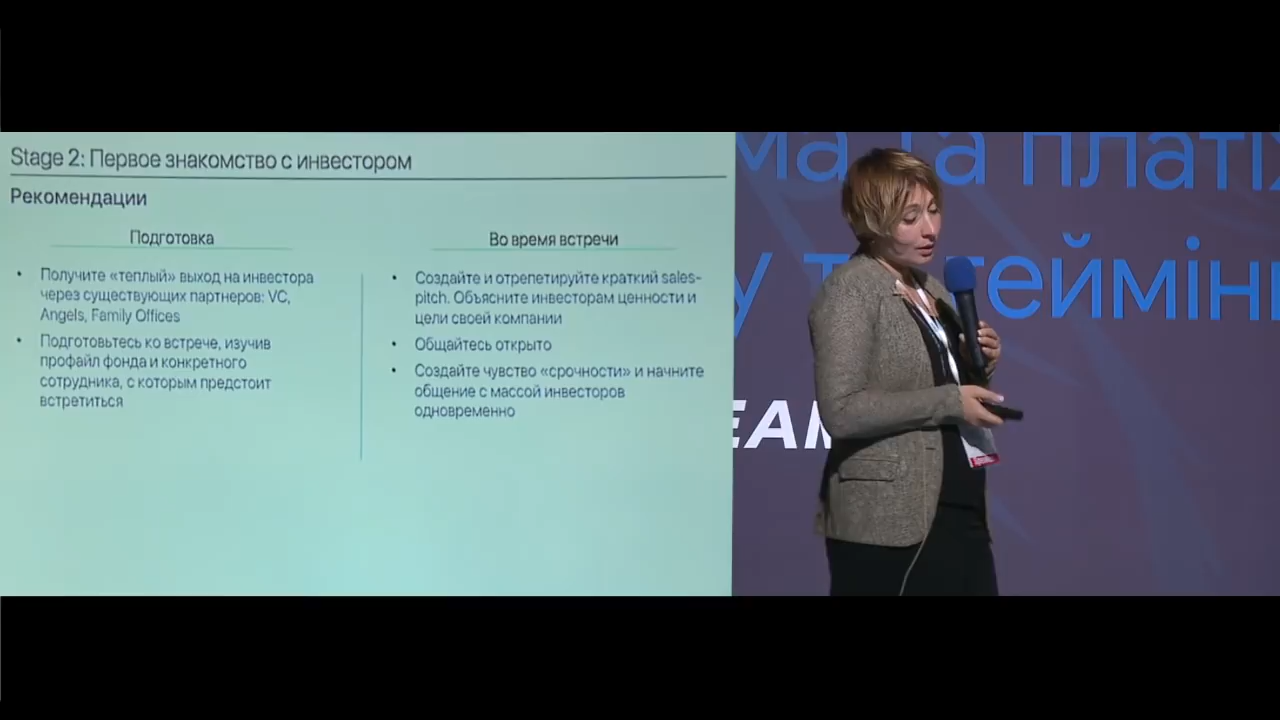 Stage 2: Первое знакомство с инвестором
Рекомендации
Подготовка
• Получите «теплый» выход на инвестора
через существующих партнеров: VC,
Angels, Family Offices
• Подготовьтесь ко встрече, изучив
профайл фонда и конкретного
сотрудника, с которым предстоит
встретиться
Во время встречи
• Создайте и отрепетируйте краткий sales-
pitch. Объясните инвесторам ценности и
цели своей компании
• Общайтесь открыто
• Создайте чувство «срочности» и начните
общение с массой инвесторов
одновременно
та